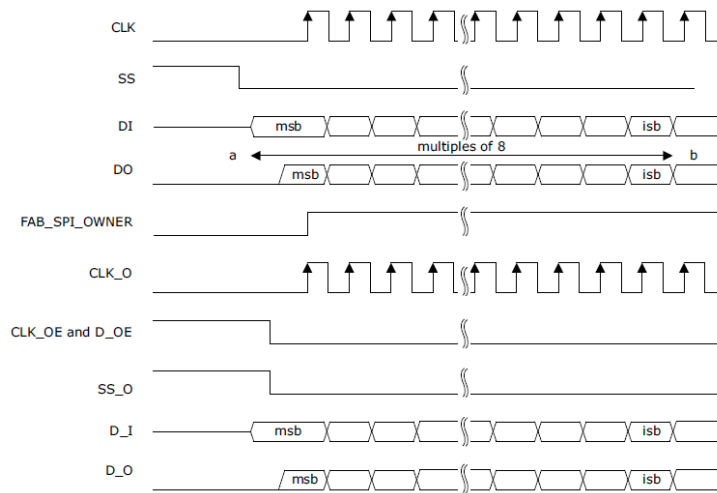 CLK
SS
DI
msb
isb
a
multiples of 8
b
DO
msb
isb
FAB_SPI_OWNER
CLK_O
CLK_OE and D_OE
SS_O
D_I
msb
isb
D_O
msb
isb